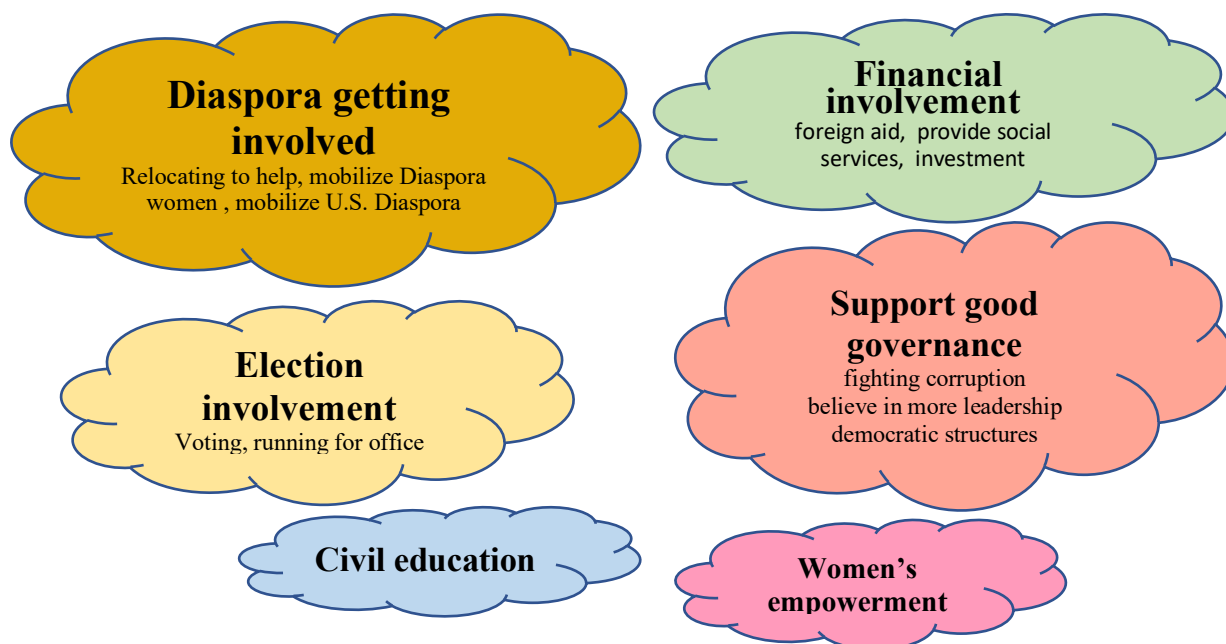 Diaspora getting
involved
Relocating to help, mobilize Diaspora
women , mobilize U.S. Diaspora
Financial
involvement
foreign aid, provide social
services, investment
Election
involvement
Voting, running for office
Support good
governance
fighting corruption
believe in more leadership
democratic structures
Civil education
Women’s
empowerment